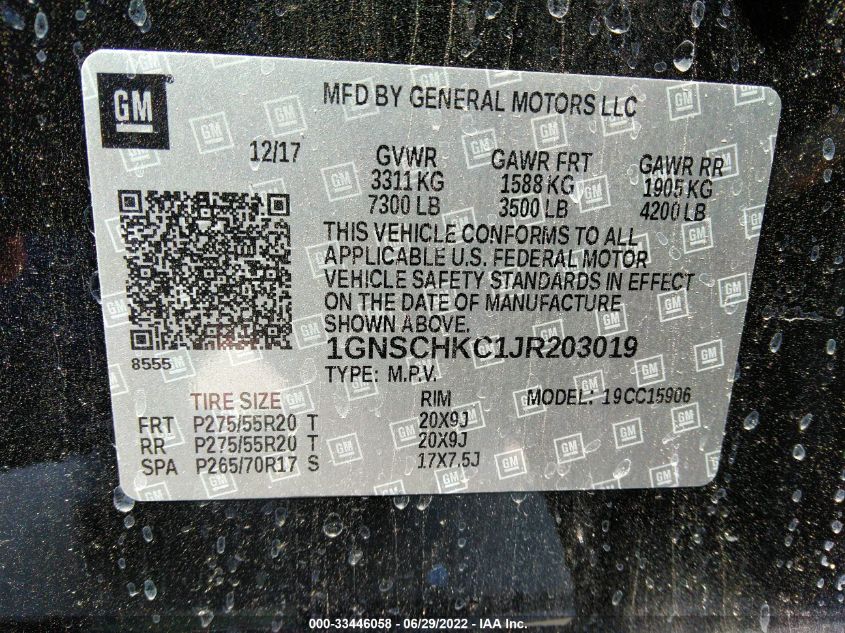 GM
MFD BY GENERAL MOTORS LLC
12/17 GVWR GAWR FRT GAWR RR
3311 KG 1588 KG 1905 KG
7300 LB 3500 LB 4200 LB
THIS VEHICLE CONFORMS TO ALL
APPLICABLE U.S. FEDERAL MOTOR
VEHICLE SAFETY STANDARDS IN EFFECT
ON THE DATE OF MANUFACTURE
SHOWN ABOVE.
8555
1GNSCHKC1JR203019
TYPE: M.P.V. MODEL: 19CC15906
TIRE SIZE RIM
FRT P275/55R20 T 20X9J
RR P275/55R20 T 20X9J
SPA P265/70R17 S 17X7.5J
000-33446058 - 06/29/2022 - IAA Inc.